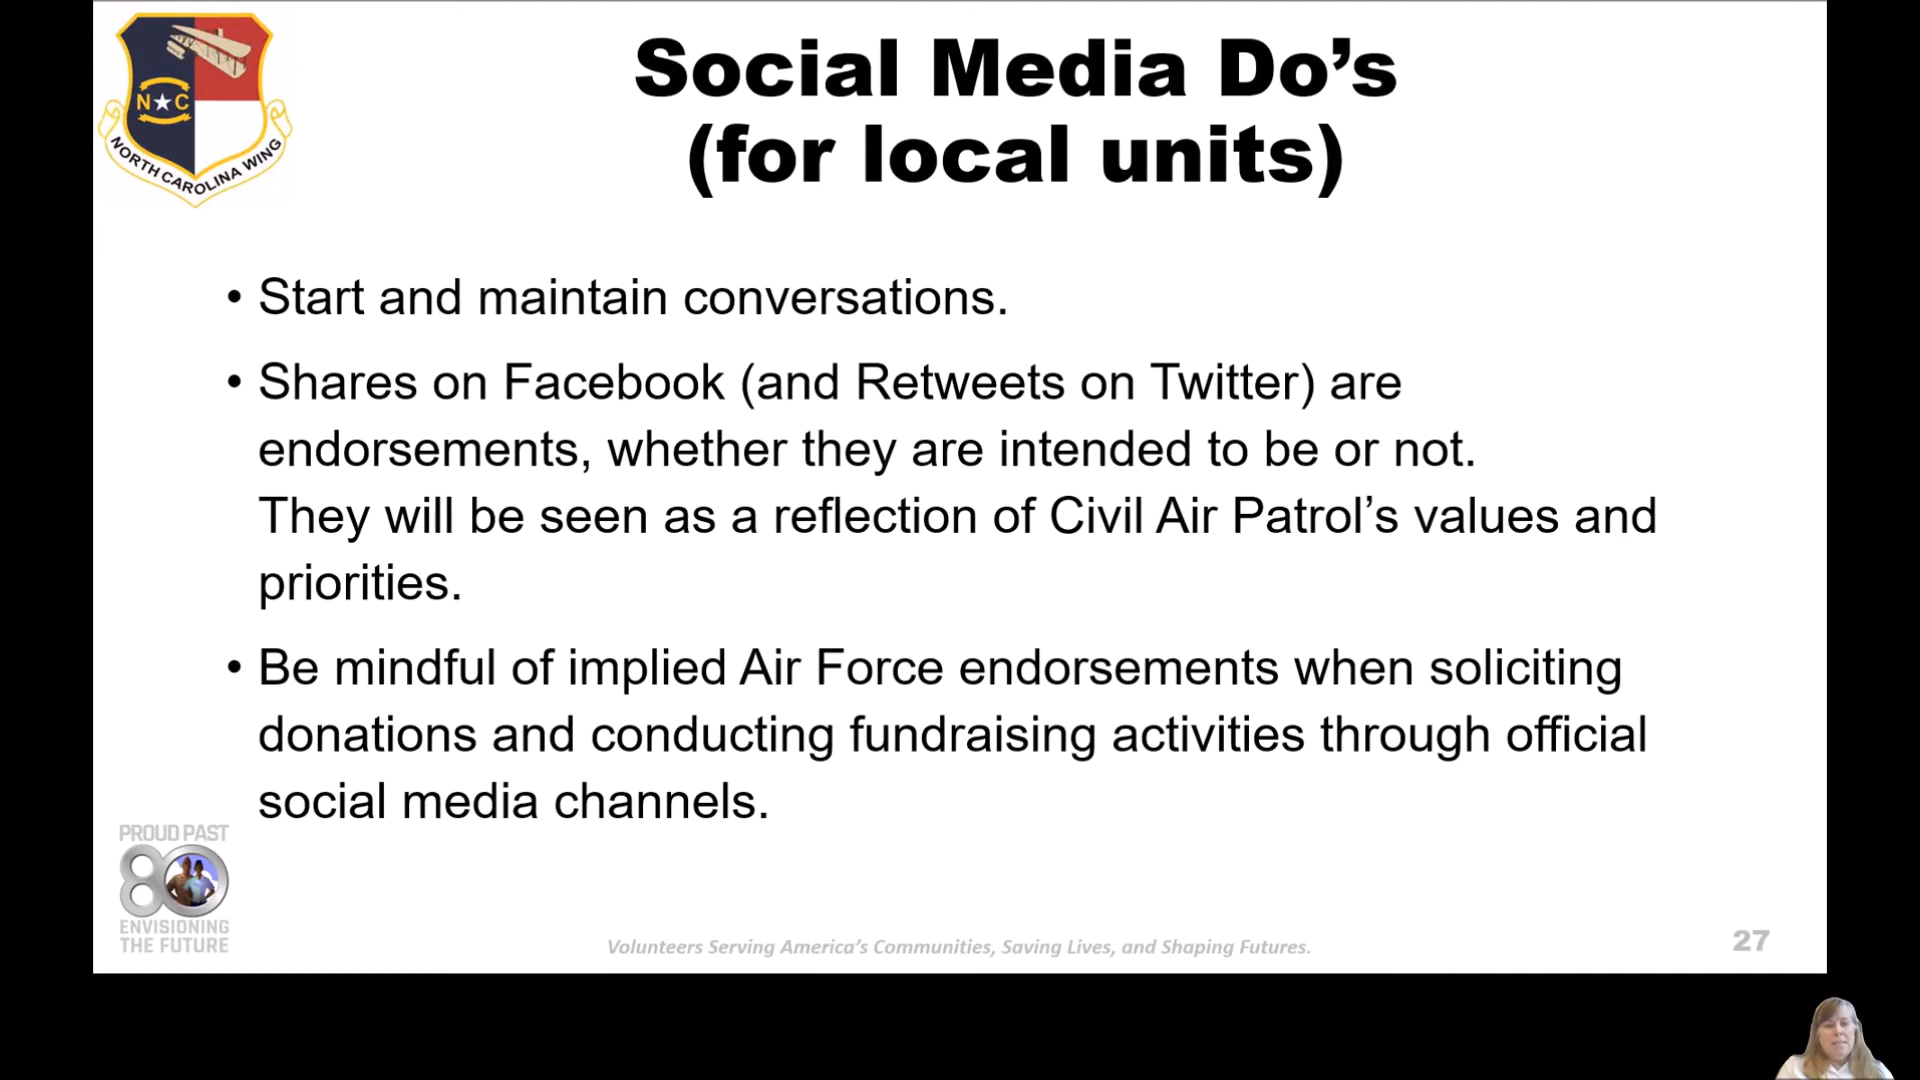 N C
NORTH CAROLINA WING
Social Media Do’s
(for local units)
• Start and maintain conversations.
• Shares on Facebook (and Retweets on Twitter) are
endorsements, whether they are intended to be or not.
They will be seen as a reflection of Civil Air Patrol’s values and
priorities.
• Be mindful of implied Air Force endorsements when soliciting
donations and conducting fundraising activities through official
social media channels.
PROUD PAST
80
ENVISIONING
THE FUTURE
Volunteers Serving America’s Communities, Saving Lives, and Shaping Futures.
27